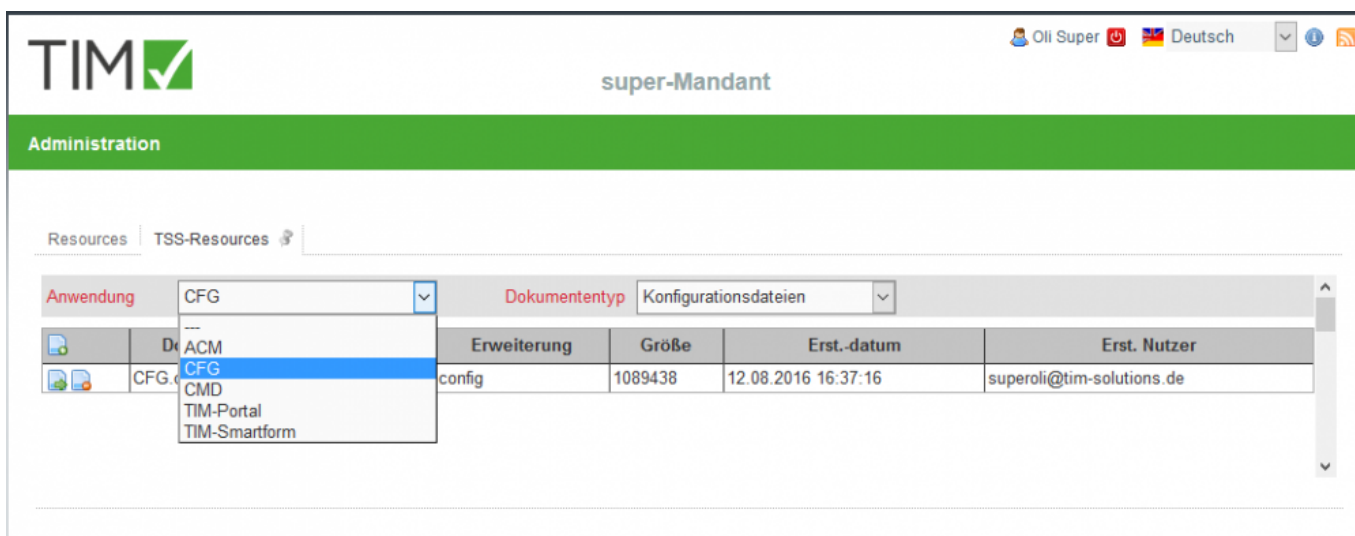 TIM
Oli Super Deutsch
super-Mandant
Administration
Resources TSS-Resources
Anwendung CFG Dokumententyp Konfigurationsdateien
---
ACM
CFG
CMD
TIM-Portal
TIM-Smartform
Erweiterung Größe Erst.-datum Erst. Nutzer
config 1089438 12.08.2016 16:37:16 superoli@tim-solutions.de